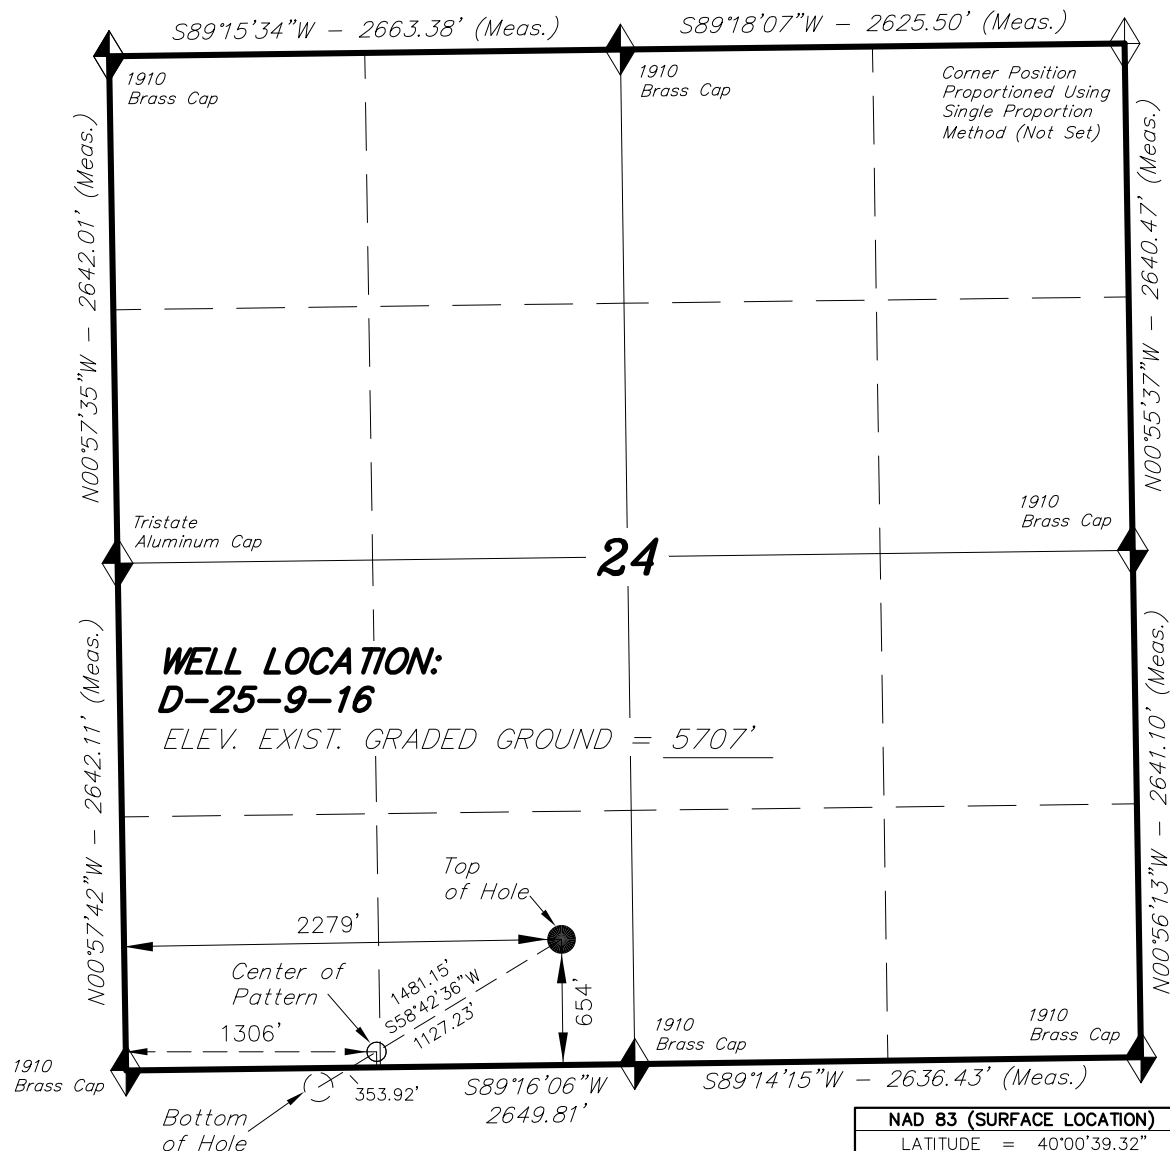 S89°15'34"W - 2663.38' (Meas.)
S89°18'07"W - 2625.50' (Meas.)
1910
Brass Cap
1910
Brass Cap
Corner Position
Proportioned Using
Single Proportion
Method (Not Set)
N00°57'35"W - 2642.01' (Meas.)
N00°55'37"W - 2640.47' (Meas.)
Tristate
Aluminum Cap
1910
Brass Cap
24
WELL LOCATION:
D-25-9-16
ELEV. EXIST. GRADED GROUND = 5707'
N00°57'42"W - 2642.11' (Meas.)
N00°56'13"W - 2641.10' (Meas.)
Top
of Hole
2279'
Center of
Pattern
1481.15'
S58°42'36"W
1127.23'
654'
1306'
1910
Brass Cap
1910
Brass Cap
1910
Brass Cap
353.92'
S89°16'06"W
2649.81'
S89°14'15"W - 2636.43' (Meas.)
Bottom
of Hole
NAD 83 (SURFACE LOCATION)
LATITUDE = 40°00'39.32"